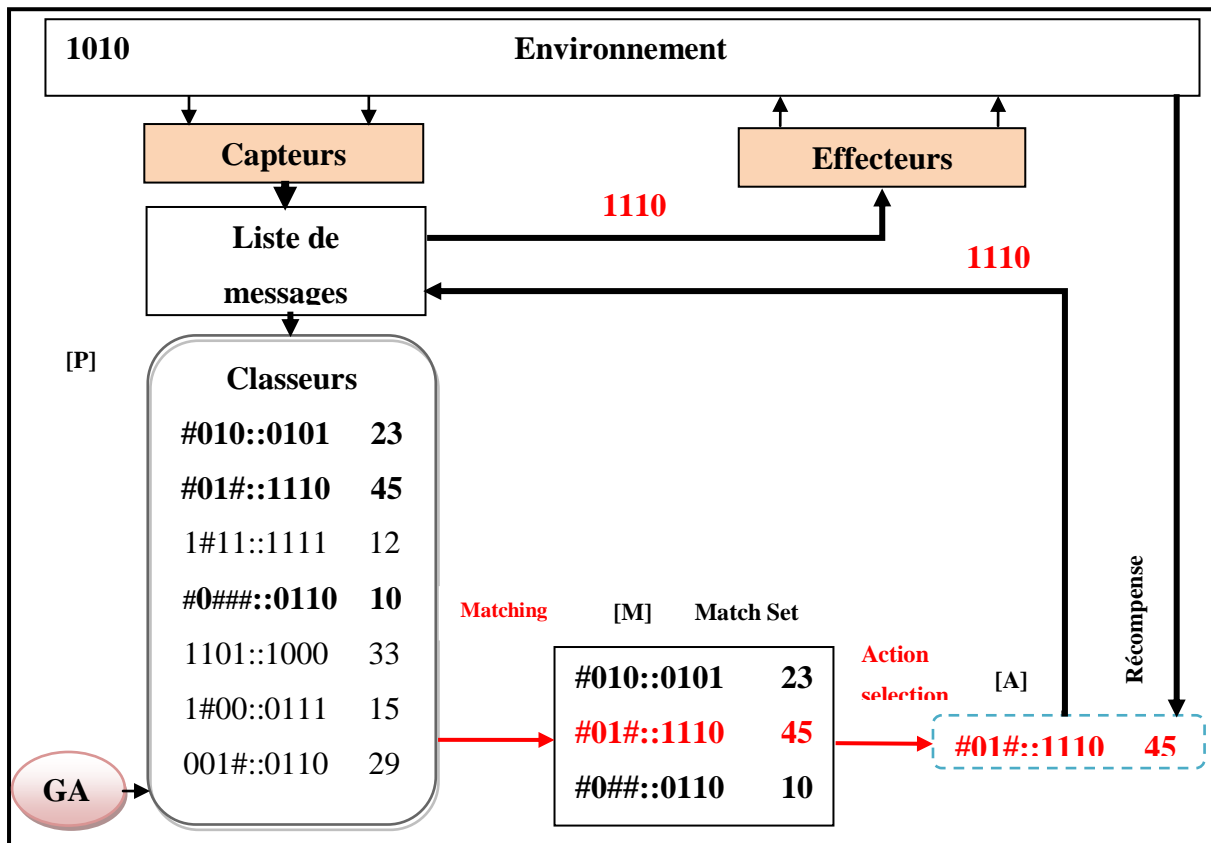 1010 Environnement
Capteurs
Effecteurs
1110
Liste de
messages
1110
[P]
Classeurs
#010::0101 23
#01#::1110 45
1#11::1111 12
#0###::0110 10
1101::1000 33
1#00::0111 15
001#::0110 29
GA
Matching
[M] Match Set
#010::0101 23
#01#::1110 45
#0##::0110 10
Action
selection
[A]
#01#::1110 45
Récompense